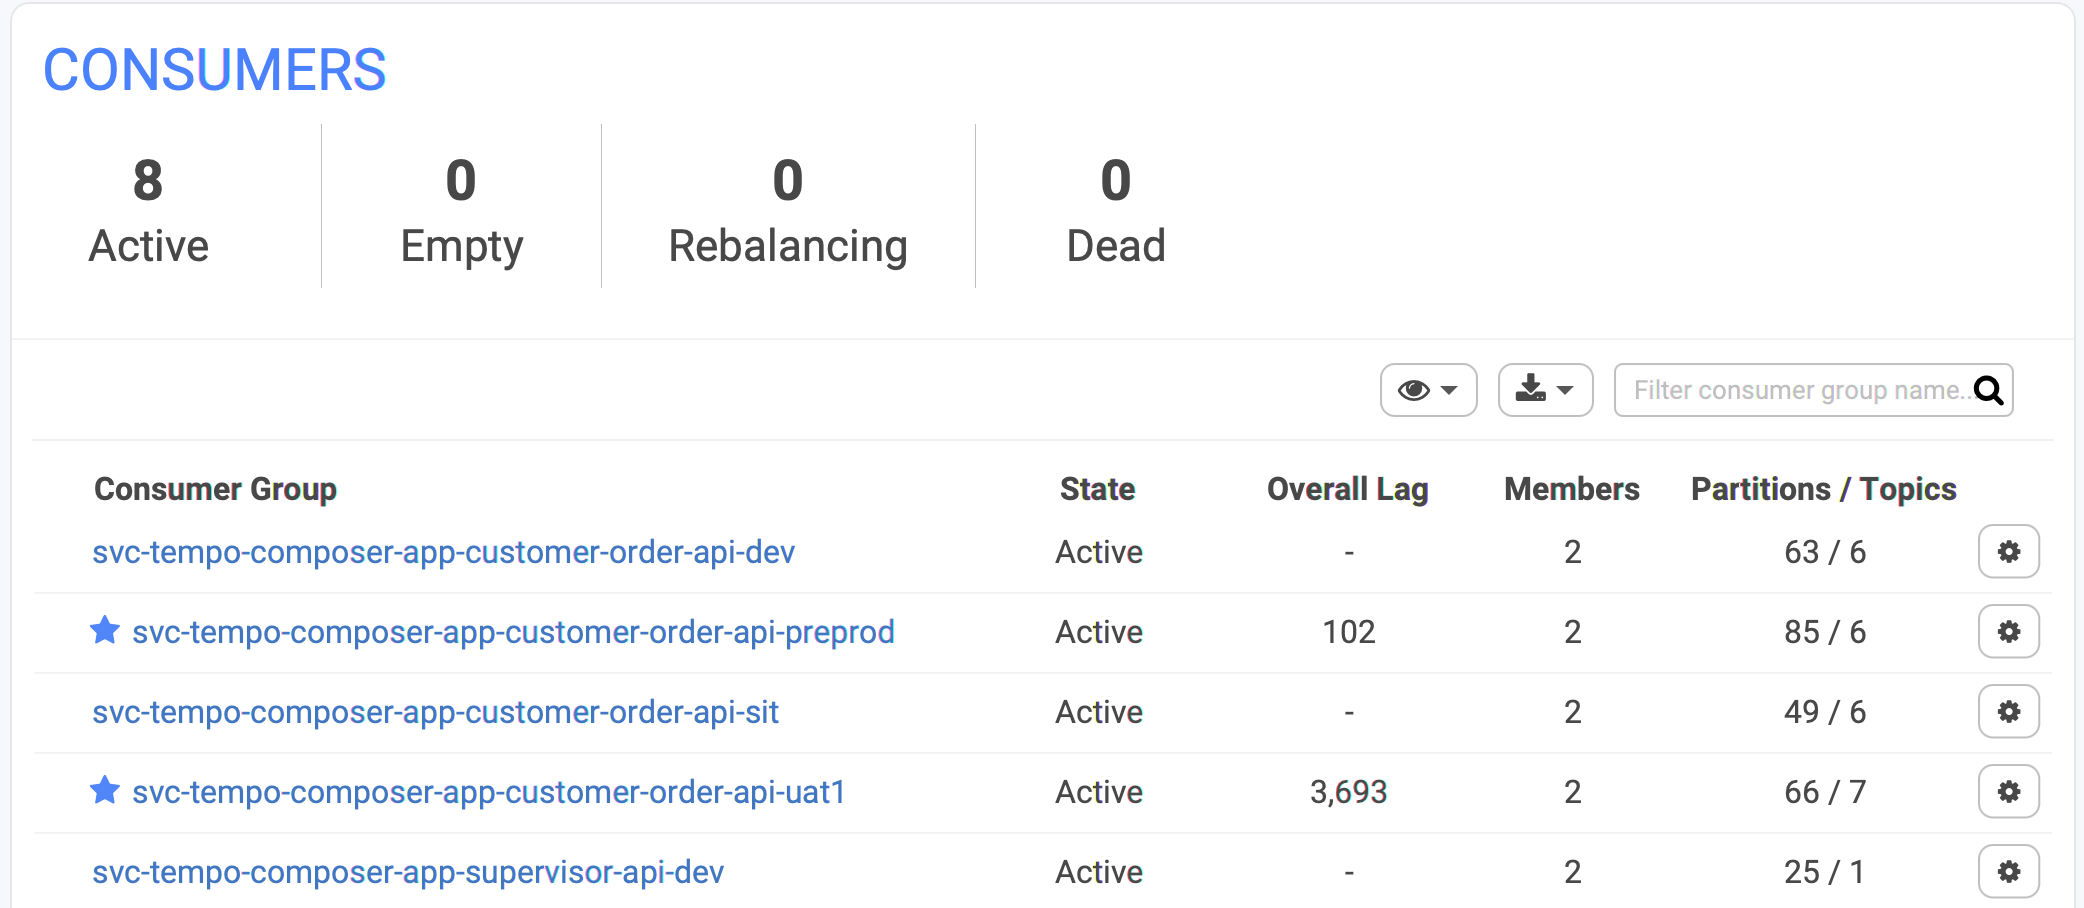 CONSUMERS
8 0 0 0
Active Empty Rebalancing Dead
Filter consumer group name...
Consumer Group State Overall Lag Members Partitions / Topics
svc-tempo-composer-app-customer-order-api-dev Active - 2 63 / 6
svc-tempo-composer-app-customer-order-api-preprod Active 102 2 85 / 6
svc-tempo-composer-app-customer-order-api-sit Active - 2 49 / 6
svc-tempo-composer-app-customer-order-api-uat1 Active 3,693 2 66 / 7
svc-tempo-composer-app-supervisor-api-dev Active - 2 25 / 1